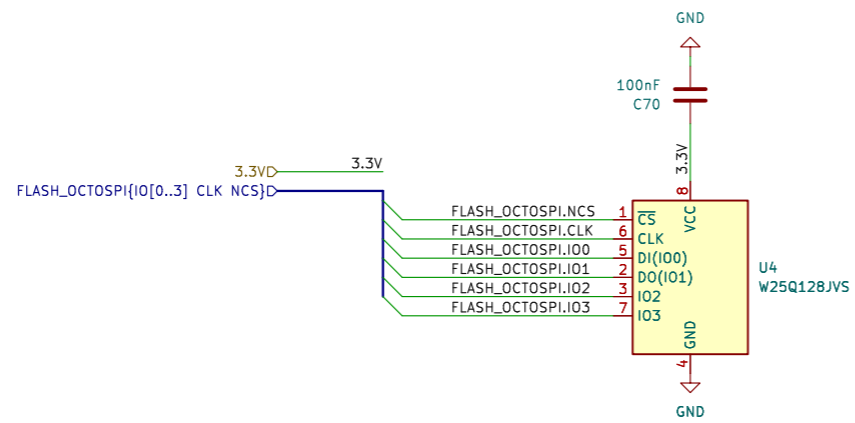 GND
100nF
C70
3.3V
3.3V
3.3V
FLASH_OCTOSPI{IO[0..3] CLK NCS}
8
VCC
FLASH_OCTOSPI.NCS 1 CS
FLASH_OCTOSPI.CLK 6 CLK
FLASH_OCTOSPI.IO0 5 DI(IO0)
FLASH_OCTOSPI.IO1 2 DO(IO1)
FLASH_OCTOSPI.IO2 3 IO2
FLASH_OCTOSPI.IO3 7 IO3
U4
W25Q128JVS
GND
4
GND